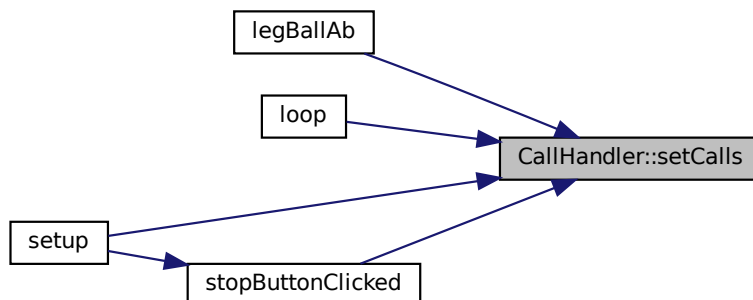 legBallAb
loop
CallHandler::setCalls
setup
stopButtonClicked